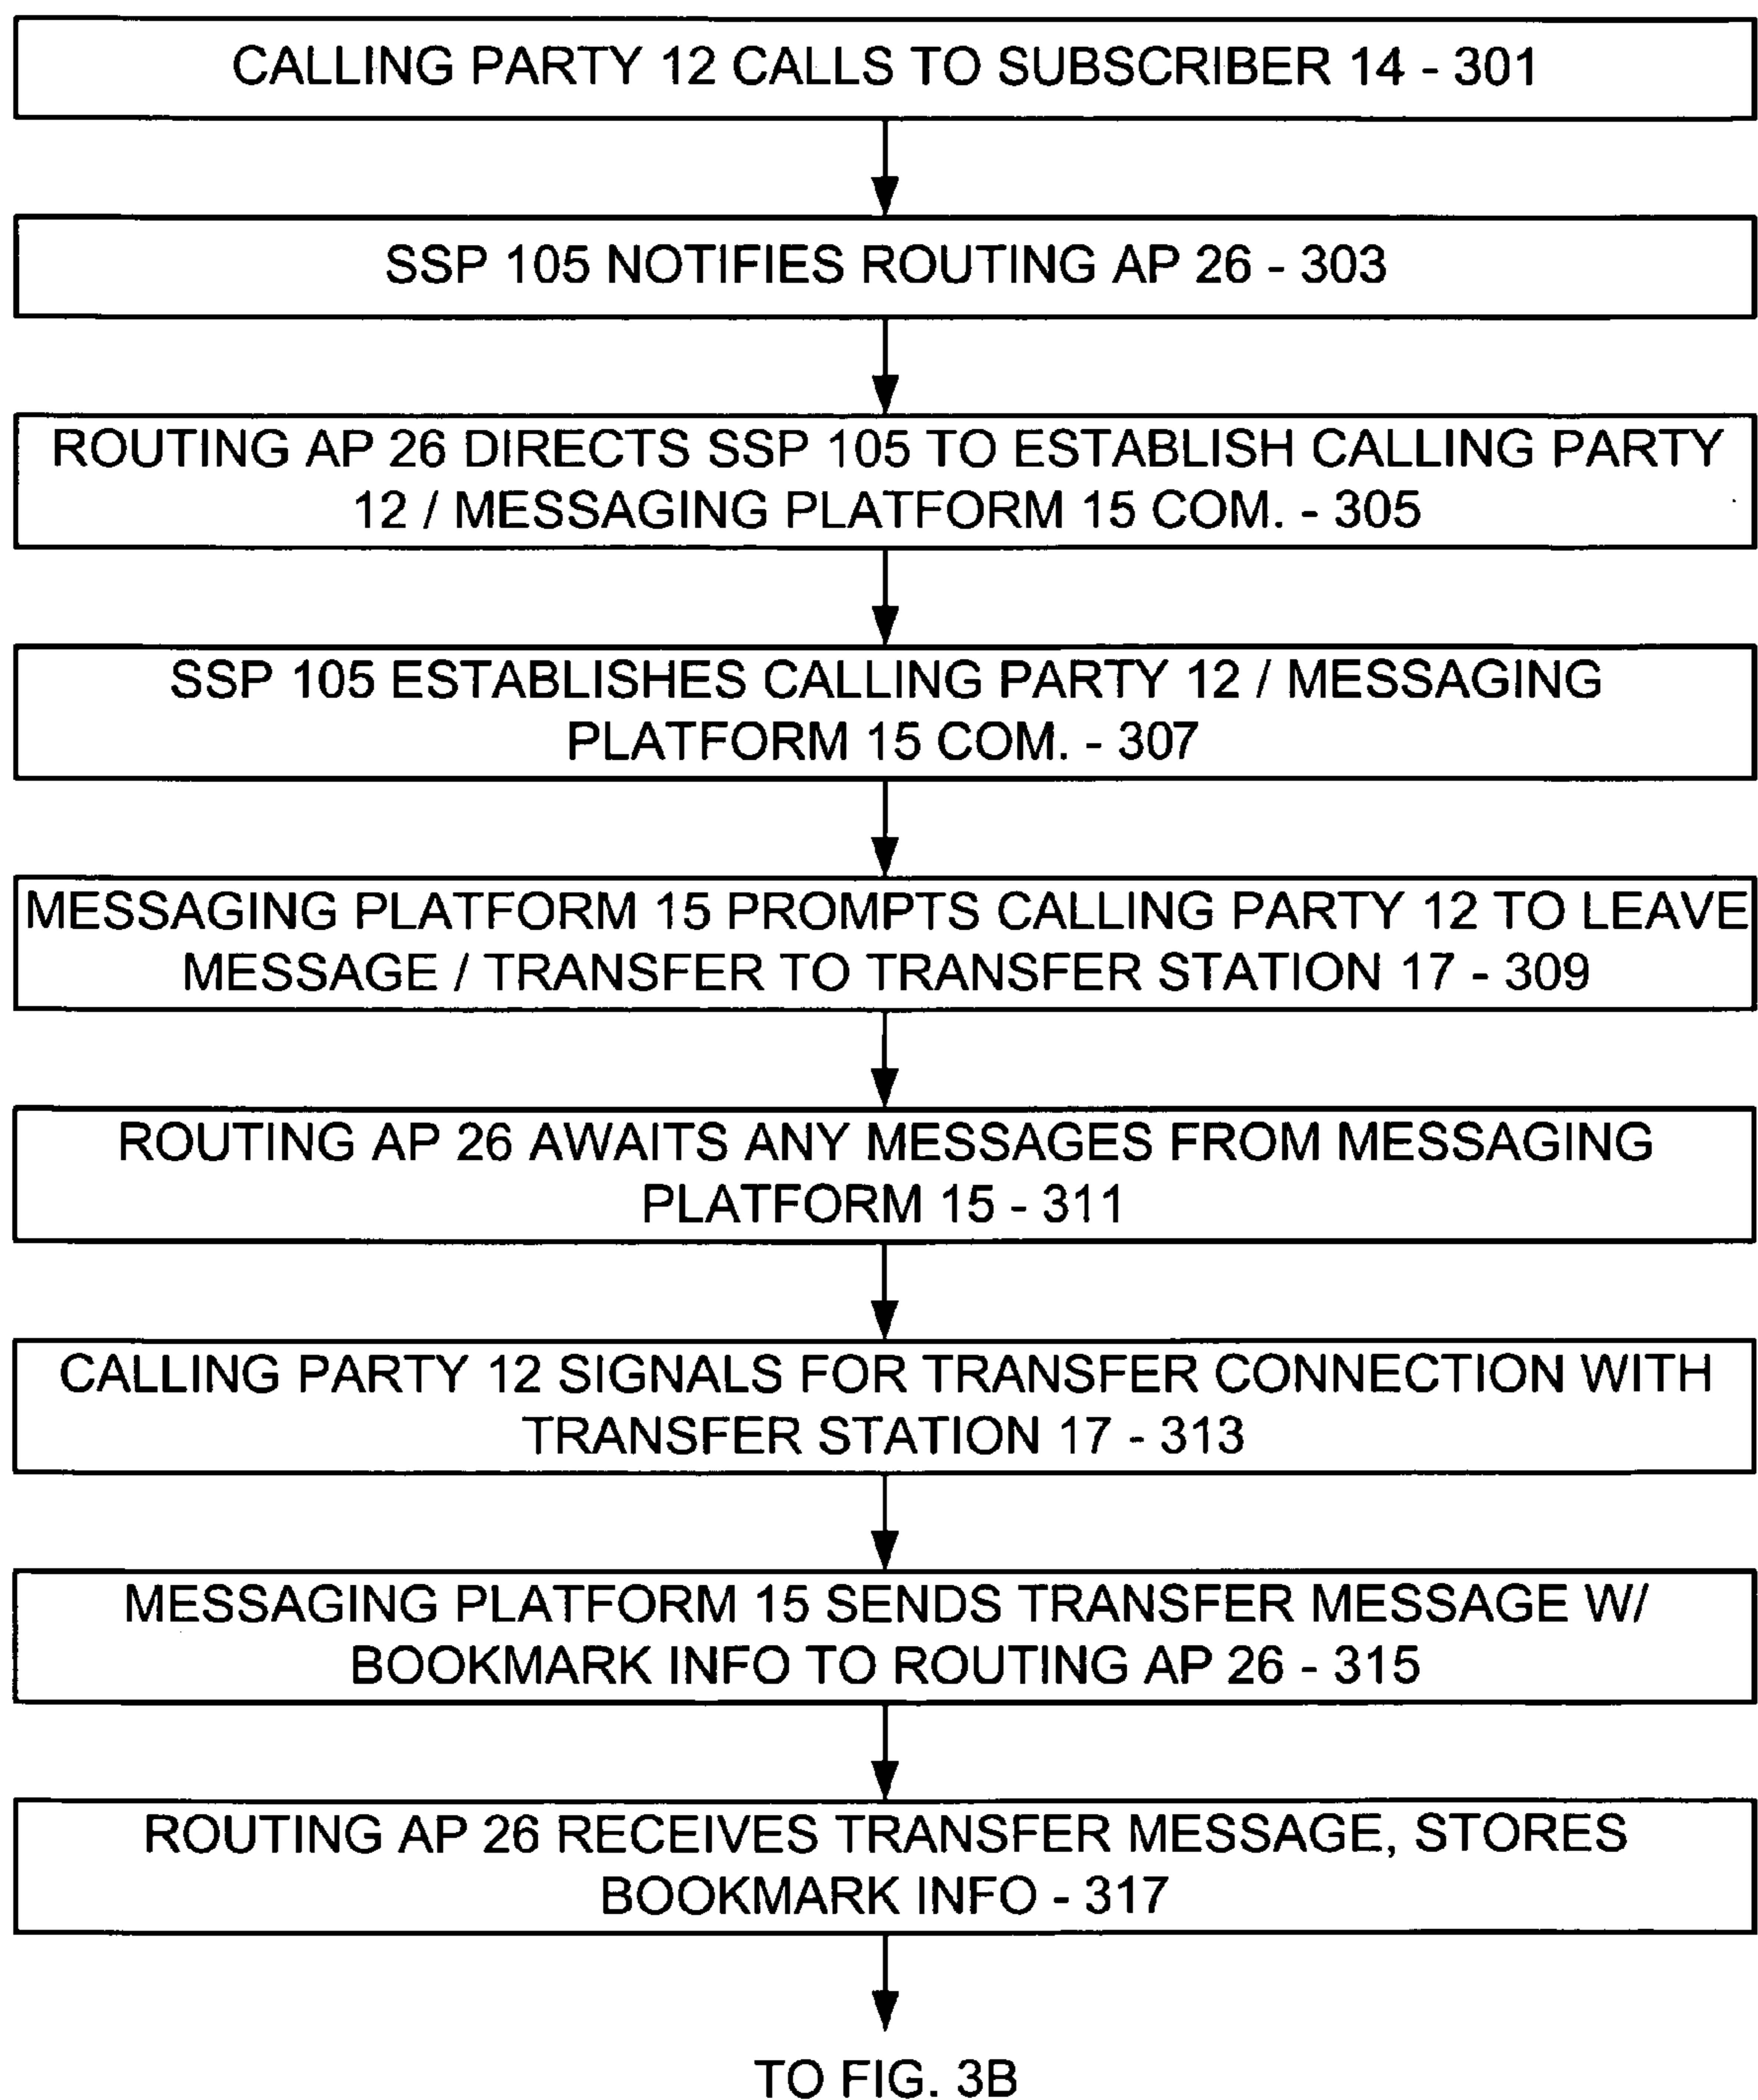 CALLING PARTY 12 CALLS TO SUBSCRIBER 14 - 301
SSP 105 NOTIFIES ROUTING AP 26 - 303
ROUTING AP 26 DIRECTS SSP 105 TO ESTABLISH CALLING PARTY
12 / MESSAGING PLATFORM 15 COM. - 305
SSP 105 ESTABLISHES CALLING PARTY 12 / MESSAGING
PLATFORM 15 COM. - 307
MESSAGING PLATFORM 15 PROMPTS CALLING PARTY 12 TO LEAVE
MESSAGE / TRANSFER TO TRANSFER STATION 17 - 309
ROUTING AP 26 AWAITS ANY MESSAGES FROM MESSAGING
PLATFORM 15 - 311
CALLING PARTY 12 SIGNALS FOR TRANSFER CONNECTION WITH
TRANSFER STATION 17 - 313
MESSAGING PLATFORM 15 SENDS TRANSFER MESSAGE W/
BOOKMARK INFO TO ROUTING AP 26 - 315
ROUTING AP 26 RECEIVES TRANSFER MESSAGE, STORES
BOOKMARK INFO - 317
TO FIG. 3B